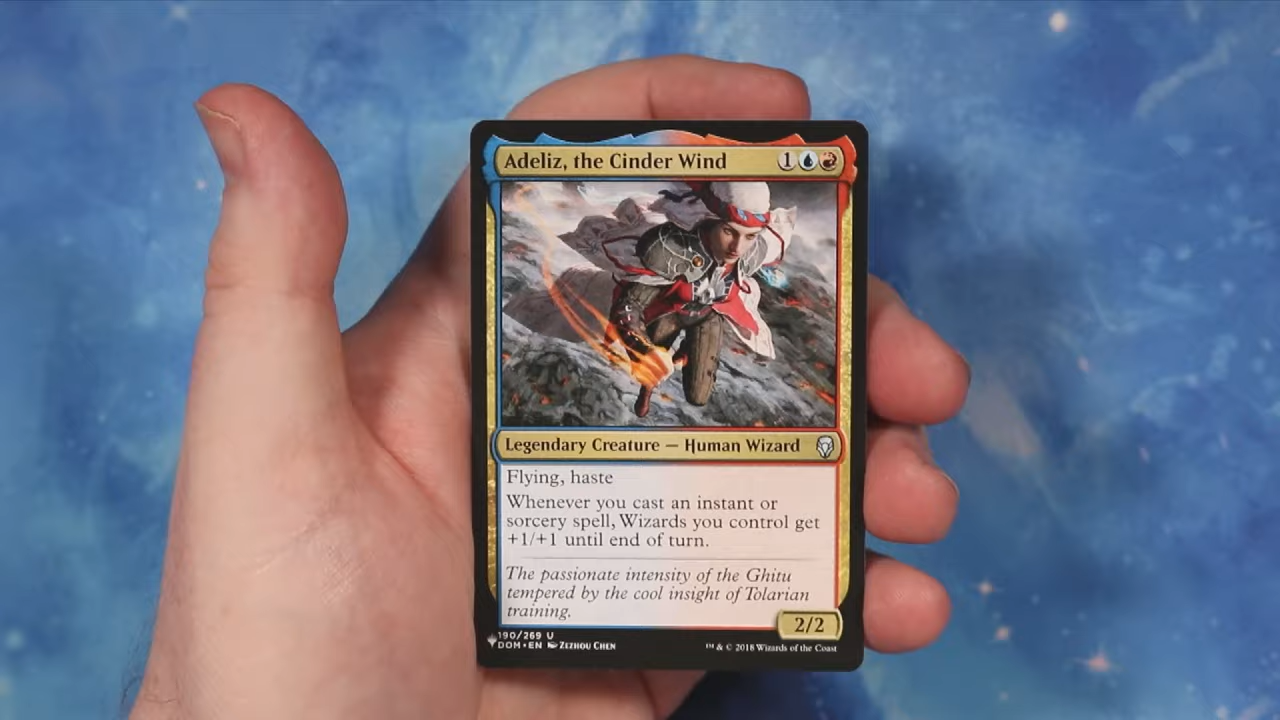 Adeliz, the Cinder Wind 1
Legendary Creature — Human Wizard
Flying, haste
Whenever you cast an instant or
sorcery spell, Wizards you control get
+1/+1 until end of turn.
The passionate intensity of the Ghitu
tempered by the cool insight of Tolarian
training.
2/2
190/269 U
DOM • EN Zezhou Chen
™ & © 2018 Wizards of the Coast